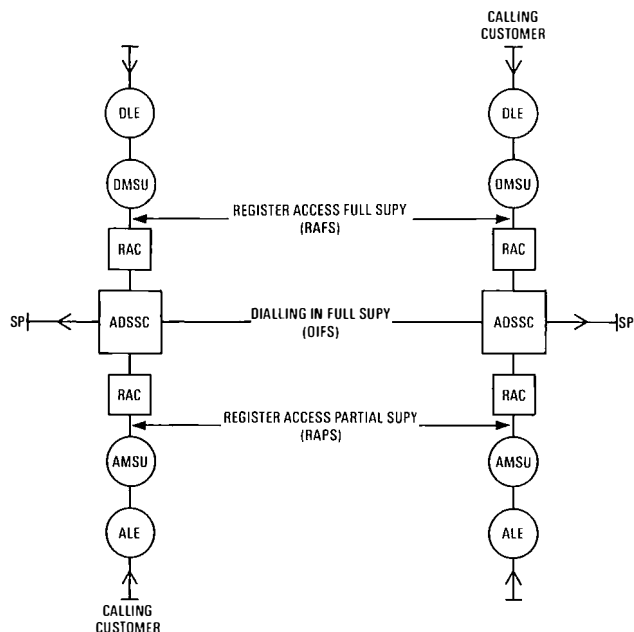 CALLING
CUSTOMER
DLE
DLE
DMSU
DMSU
REGISTER ACCESS FULL SUPY
(RAFS)
RAC
RAC
SP
ADSSC
DIALLING IN FULL SUPY
(DIFS)
ADSSC
SP
RAC
RAC
REGISTER ACCESS PARTIAL SUPY
(RAPS)
AMSU
AMSU
ALE
ALE
CALLING
CUSTOMER